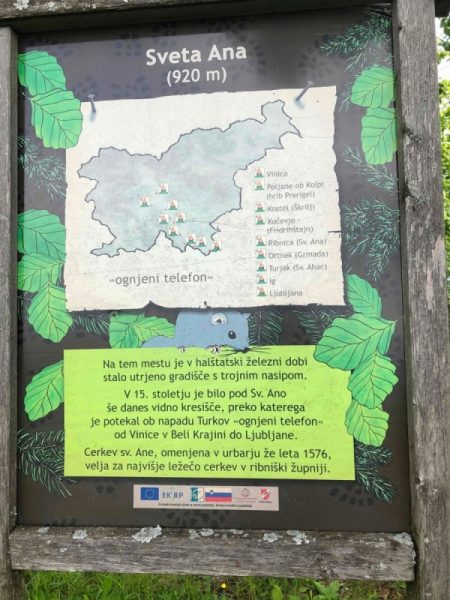 Sveta Ana
(920 m)
Vinica
Poljane ob Kolpi
(hrib Prerigel)
Kostel (Škrilj)
Kočevje -
(Fridrihštajn)
Ribnica (Sv. Ana)
Ortnek (Grmada)
Turjak (Sv. Ahac)
Ig
Ljubljana
»ognjeni telefon«
Na tem mestu je v halštatski železni dobi
stalo utrjeno gradišče s trojnim nasipom.
V 15. stoletju je bilo pod Sv. Ano
še danes vidno kresišče, preko katerega
je potekal ob napadu Turkov »ognjeni telefon«
od Vinice v Beli Krajini do Ljubljane.
Cerkev sv. Ane, omenjena v urbarju že leta 1576,
velja za najvišje ležečo cerkev v ribniški župniji.
EK RP